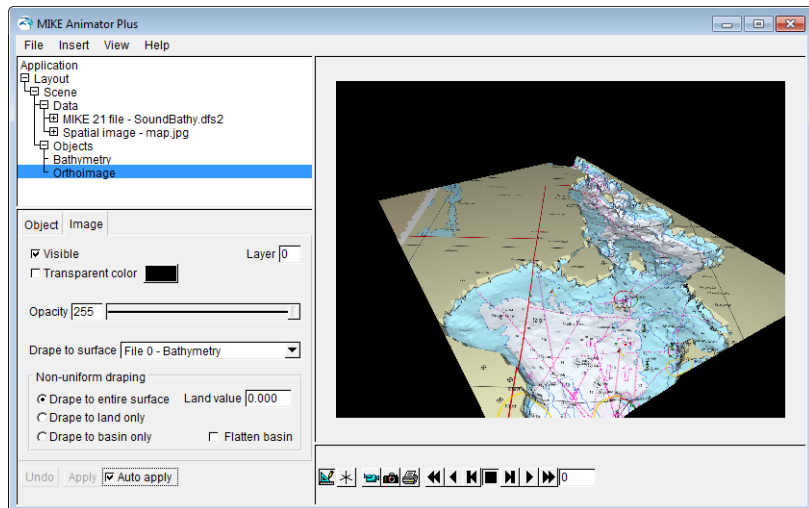 MIKE Animator Plus
File Insert View Help
Application
Layout
Scene
Data
MIKE 21 file - SoundBathy.dfs2
Spatial image - map.jpg
Objects
Bathymetry
Orthoimage
Object Image
Visible Layer 0
Transparent color
Opacity 255
Drape to surface File 0 - Bathymetry
Non-uniform draping
Drape to entire surface Land value 0.000
Drape to land only
Drape to basin only Flatten basin
Undo Apply Auto apply
0